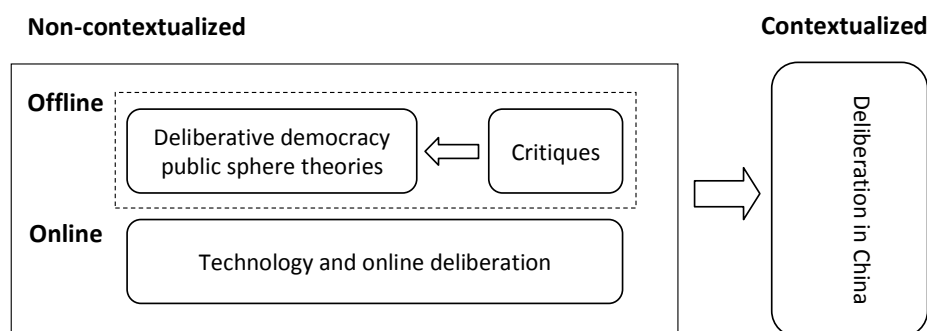 Non-contextualized
Contextualized
Offline
Deliberative democracy
public sphere theories
Critiques
Online
Technology and online deliberation
Deliberation in China